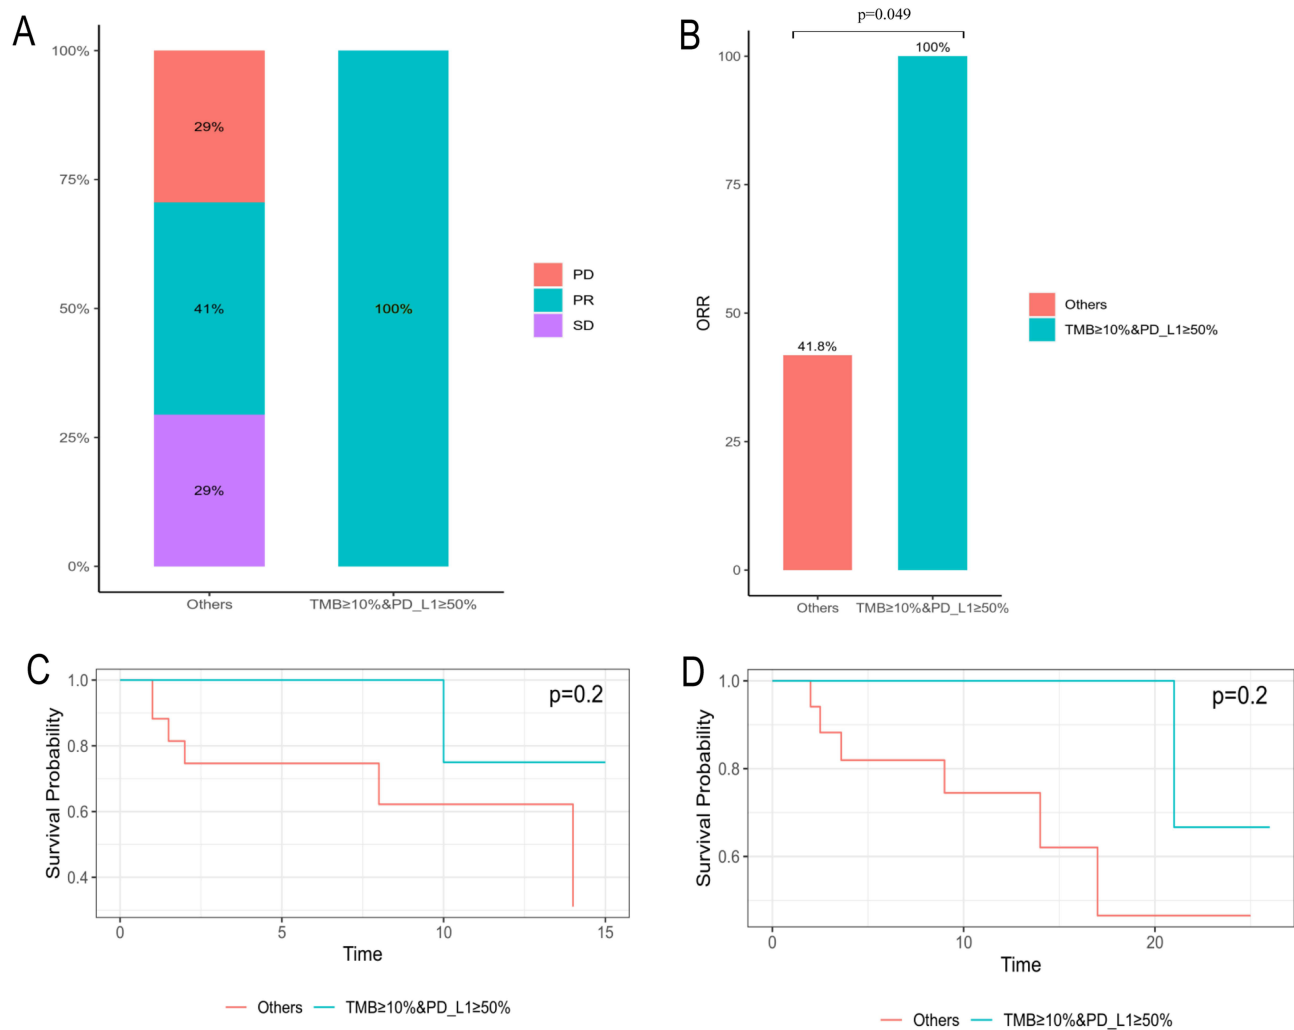 A
100%
75%
50%
25%
0%
29%
41%
29%
100%
Others
TMB≥10%&PD_L1≥50%
PD
PR
SD
B
p=0.049
100
75
50
25
0
ORR
41.8%
100%
Others
TMB≥10%&PD_L1≥50%
Others
TMB≥10%&PD_L1≥50%
C
p=0.2
Survival Probability
1.0
0.8
0.6
0.4
0
5
10
15
Time
Others
TMB≥10%&PD_L1≥50%
D
p=0.2
Survival Probability
1.0
0.8
0.6
0
10
20
Time
Others
TMB≥10%&PD_L1≥50%